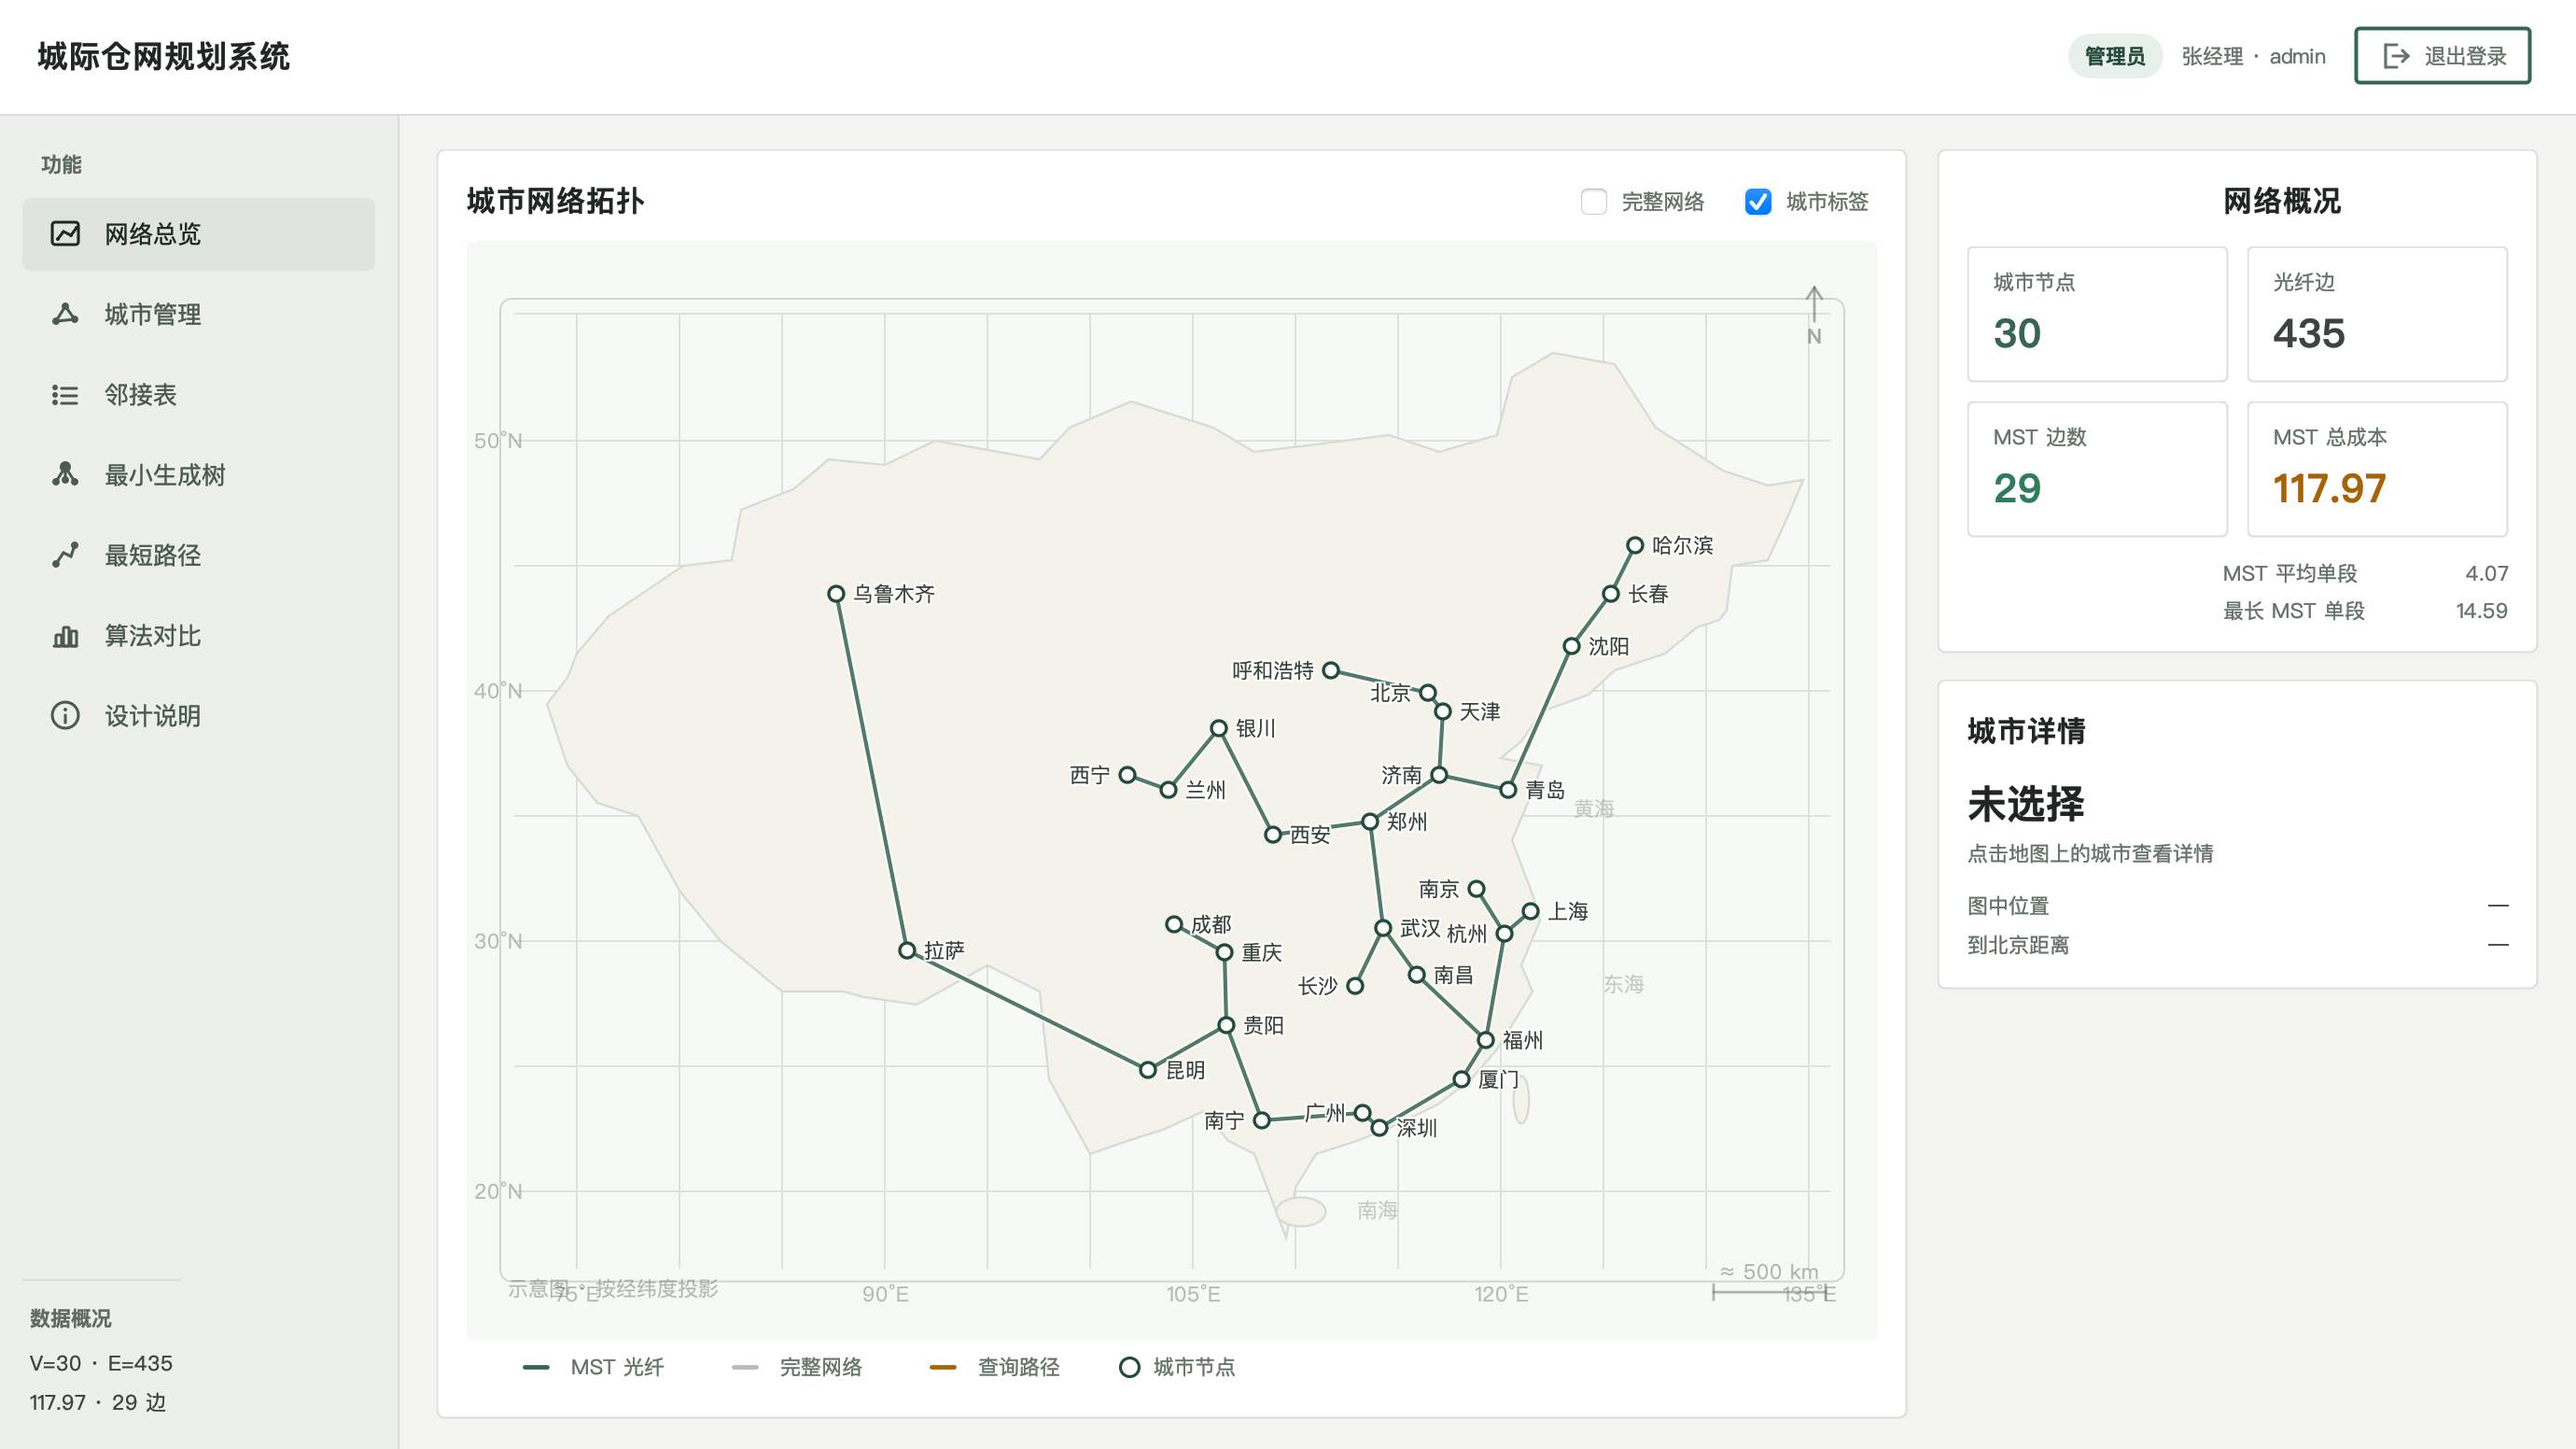 城际仓网规划系统
管理员
张经理 · admin
退出登录
功能
网络总览
城市管理
邻接表
最小生成树
最短路径
算法对比
设计说明
数据概况
V=30 · E=435
117.97 · 29 边
城市网络拓扑
完整网络
城市标签
N
50°N
40°N
30°N
20°N
哈尔滨
乌鲁木齐
长春
沈阳
呼和浩特
北京
天津
银川
西宁
兰州
济南
青岛
黄海
西安
郑州
南京
上海
成都
武汉
杭州
拉萨
重庆
长沙
南昌
东海
贵阳
福州
昆明
厦门
南宁
广州
深圳
南海
≈ 500 km
示意图 · 按经纬度投影
75°E
90°E
105°E
120°E
135°E
MST 光纤
完整网络
查询路径
城市节点
网络概况
城市节点
30
光纤边
435
MST 边数
29
MST 总成本
117.97
MST 平均单段
4.07
最长 MST 单段
14.59
城市详情
未选择
点击地图上的城市查看详情
图中位置
—
到北京距离
—